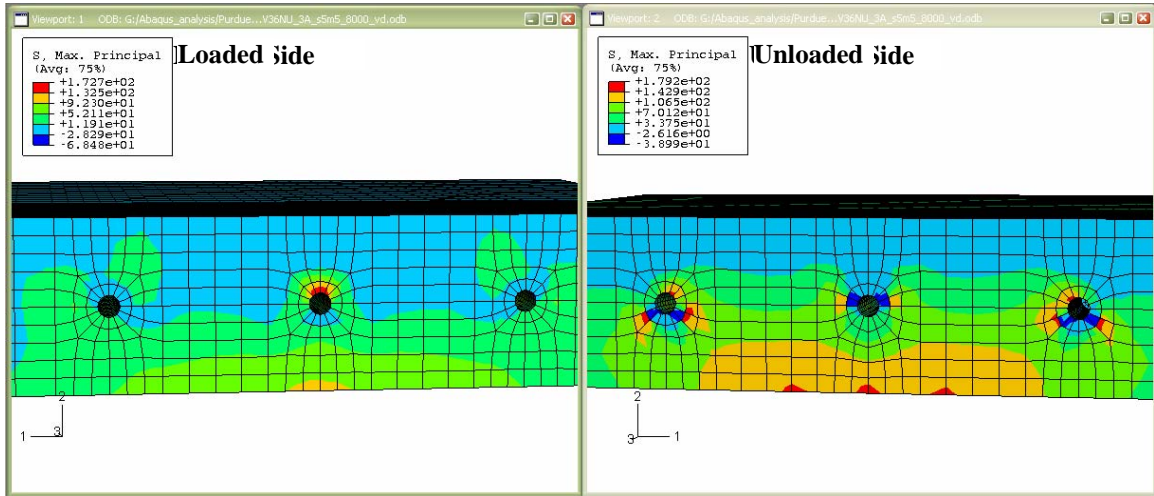 Viewport: 1 ODB: G:/Abaqus_analysis/Purdue...V36NU_3A_s5m5_8000_vd.odb
Loaded Side
S, Max. Principal
(Avg: 75%)
+1.727e+02
+1.325e+02
+9.230e+01
+5.211e+01
+1.191e+01
-2.829e+01
-6.848e+01
2
1
3
Viewport: 2 ODB: G:/Abaqus_analysis/Purdue...V36NU_3A_s5m5_8000_vd.odb
Unloaded Side
S, Max. Principal
(Avg: 75%)
+1.792e+02
+1.429e+02
+1.065e+02
+7.012e+01
+3.375e+01
-2.616e+00
-3.899e+01
2
3
1